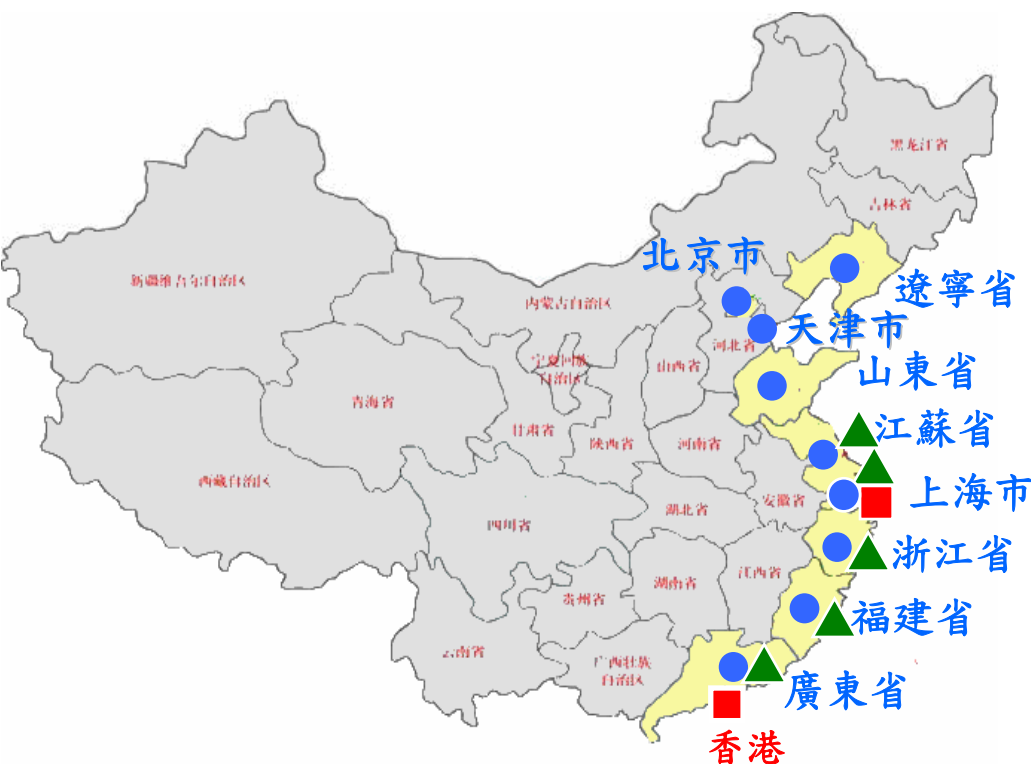 黑龙江省
吉林省
北京市
新疆维吾尔自治区
遼寧省
内蒙古自治区
天津市
河北省
宁夏回族
自治区
山西省
山東省
青海省
甘肃省
江蘇省
陕西省
河南省
西藏自治区
上海市
安徽省
湖北省
四川省
浙江省
江西省
湖南省
贵州省
福建省
云南省
广西壮族
自治区
廣東省
香港